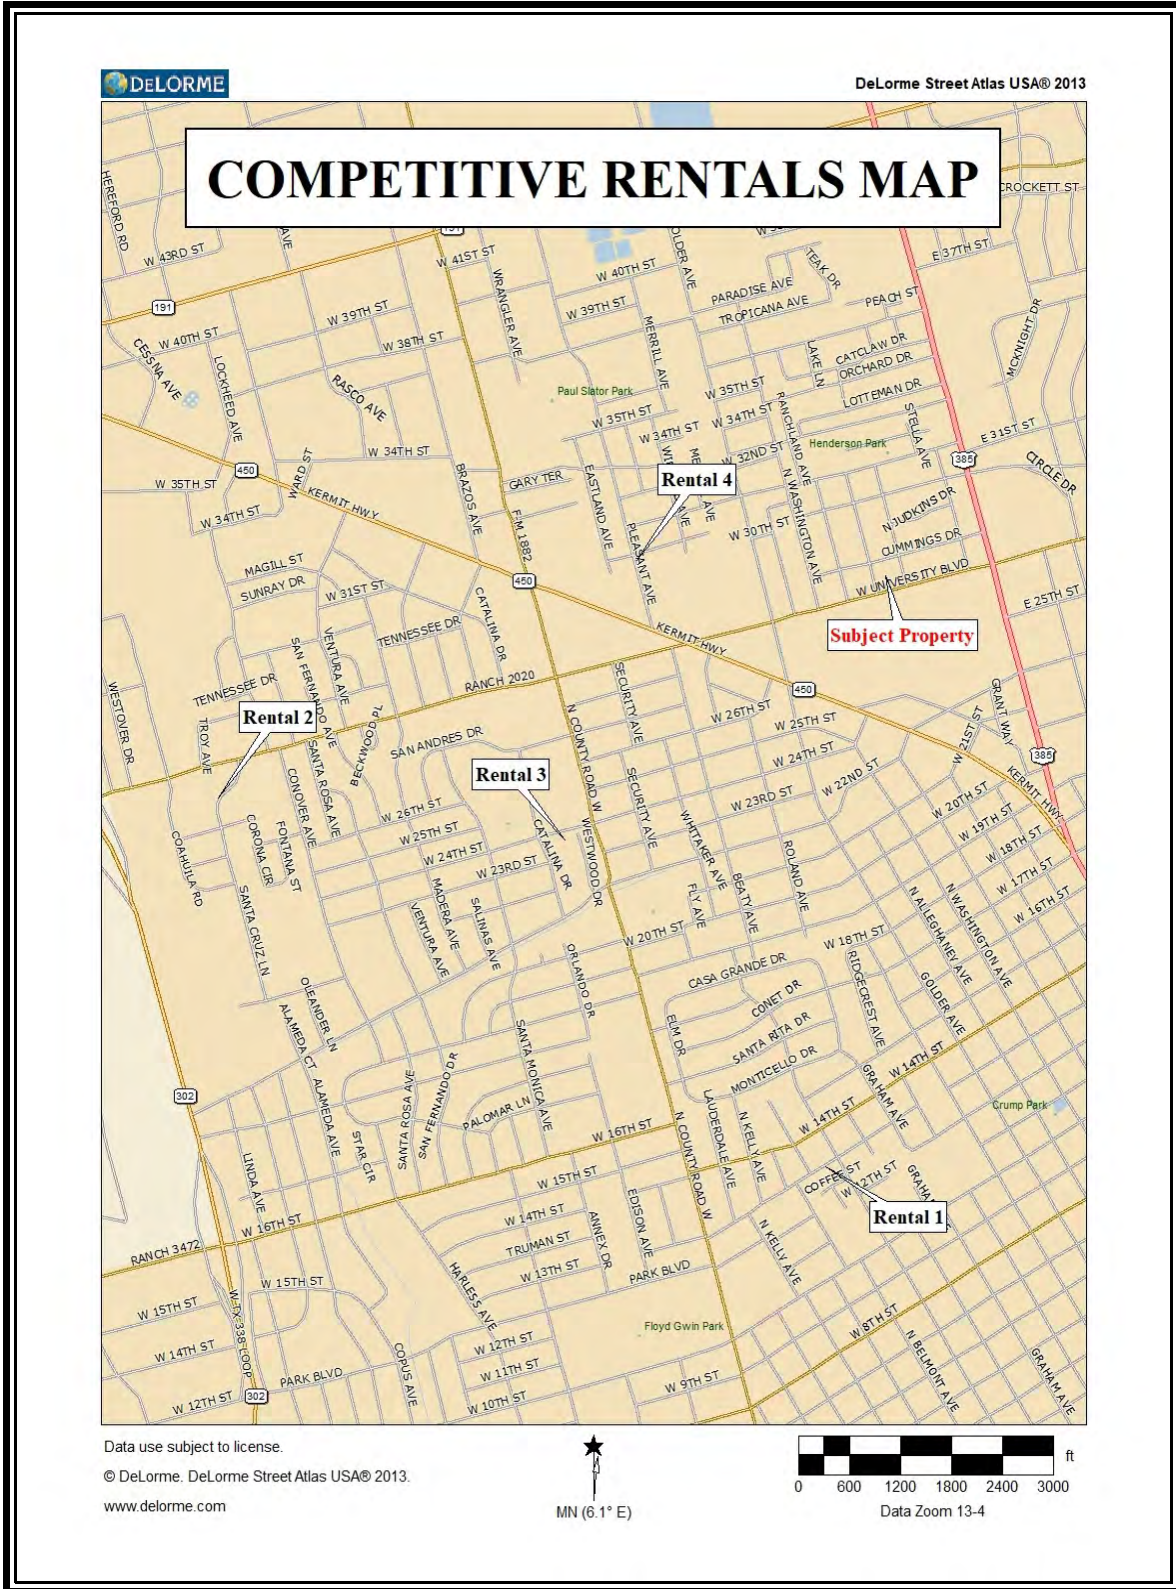 DELORME
DeLorme Street Atlas USA® 2013
COMPETITIVE RENTALS MAP
CROCKETT ST
HEREFORD RD
W 43RD ST
AVE
191
W 41ST ST
OLDER AVE
TEAK DR
E 37TH ST
W 40TH ST
PARADISE AVE
WRANGLER AVE
PEACH ST
191
W 39TH ST
W 39TH ST
TROPICANA AVE
MCKNIGHT DR
W 40TH ST
W 38TH ST
MERRILL AVE
CATCLAW DR
CESSNA AVE
LAKE LN
ORCHARD DR
LOCKHEED AVE
RASCO AVE
Paul Slator Park
W 35TH ST
LOTTEMAN DR
W 35TH ST
W 34TH ST
RANCHLAND AVE
STELLA AVE
W 34TH ST
Henderson Park
E 31ST ST
W 34TH ST
W 32ND ST
385
450
WARD ST
CIRCLE DR
W 35TH ST
BRAZOS AVE
GARY TER
EASTLAND AVE
Rental 4
N WASHINGTON AVE
KERMIT HWY
W 34TH ST
F M 1882
AVE
AVE
N JUDKINS DR
W 30TH ST
PLEASANT AVE
CUMMINGS DR
MAGILL ST
450
W UNIVERSITY BLVD
SUNRAY DR
W 31ST ST
CATALINA DR
E 25TH ST
TENNESSEE DR
KERMIT HWY
Subject Property
VENTURA AVE
SAN FERNANDO AVE
TENNESSEE DR
RANCH 2020
SECURITY AVE
450
WESTOVER DR
GRANT WAY
Rental 2
TROY AVE
BECKWOOD PL
N COUNTY ROAD W
W 26TH ST
W 25TH ST
W 21ST ST
SAN ANDRES DR
SANTA ROSA AVE
W 24TH ST
385
Rental 3
SECURITY AVE
W 22ND ST
KERMIT HWY
CONOVER AVE
W 23RD ST
W 20TH ST
W 26TH ST
W 19TH ST
CORONA CIR
FONTANA ST
W 25TH ST
CATALINA DR
WESTWOOD DR
WHITAKER AVE
W 18TH ST
COAHUILA RD
W 24TH ST
ROLAND AVE
W 23RD ST
W 17TH ST
MADERA AVE
BEATY AVE
SANTA CRUZ LN
SALINAS AVE
FLY AVE
N ALLEGHANEY AVE
N WASHINGTON AVE
W 16TH ST
VENTURA AVE
W 20TH ST
W 18TH ST
ORLANDO DR
CASA GRANDE DR
RIDGECREST AVE
GOLDER AVE
OLEANDER LN
CONET DR
ALAMEDA CT
ELM DR
SANTA RITA DR
SANTA MONICA AVE
MONTICELLO DR
W 14TH ST
SANTA ROSA AVE
SAN FERNANDO DR
302
ALAMEDA AVE
GRAHAM AVE
PALOMAR LN
LAUDERDALE AVE
Crump Park
N KELLY AVE
W 14TH ST
STAR CIR
W 16TH ST
N COUNTY ROAD W
LINDA AVE
W 15TH ST
COFFEE ST
W 12TH ST
GRAHAM
EDISON AVE
Rental 1
W 14TH ST
ANNEX DR
W 16TH ST
N KELLY AVE
TRUMAN ST
RANCH 3472
W 13TH ST
PARK BLVD
W 15TH ST
HARLESS AVE
W 15TH ST
W TX-338 LOOP
W 8TH ST
Floyd Gwin Park
W 14TH ST
W 12TH ST
N BELMONT AVE
COPUS AVE
W 11TH ST
GRAHAM AVE
PARK BLVD
W 12TH ST
302
W 10TH ST
W 9TH ST
Data use subject to license.
© DeLorme. DeLorme Street Atlas USA® 2013.
www.delorme.com
MN (6.1° E)
ft
0 600 1200 1800 2400 3000
Data Zoom 13-4